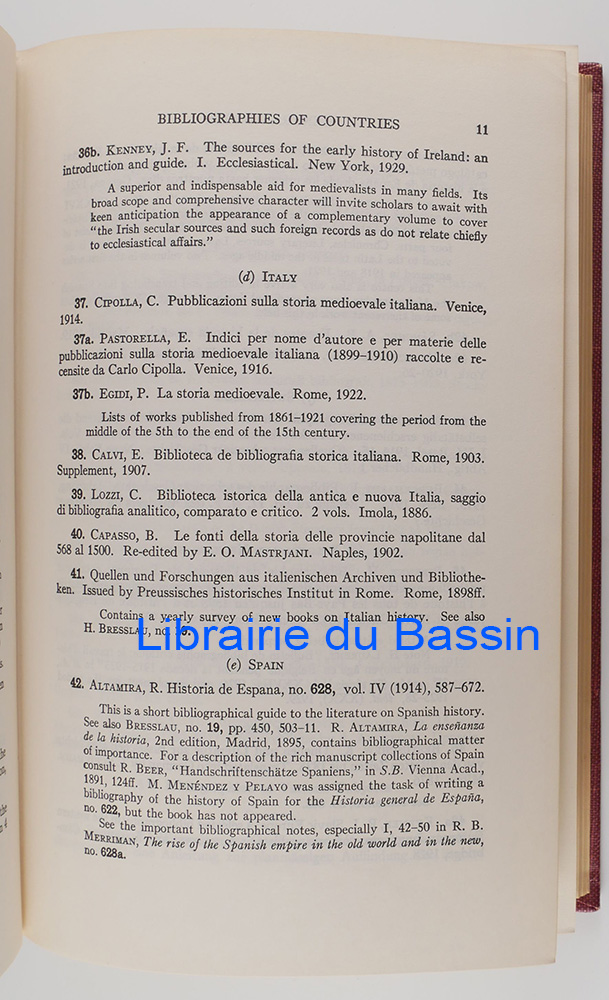 BIBLIOGRAPHIES OF COUNTRIES 11
36b. KENNEY, J. F. The sources for the early history of Ireland: an
introduction and guide. I. Ecclesiastical. New York, 1929.
A superior and indispensable aid for medievalists in many fields. Its
broad scope and comprehensive character will invite scholars to await with
keen anticipation the appearance of a complementary volume to cover
"the Irish secular sources and such foreign records as do not relate chiefly
to ecclesiastical affairs."
(d) ITALY
37. CIPOLLA, C. Pubblicazioni sulla storia medioevale italiana. Venice,
1914.
37a. PASTORELLA, E. Indici per nome d'autore e per materie delle
pubblicazioni sulla storia medioevale italiana (1899-1910) raccolte e re-
censite da Carlo Cipolla. Venice, 1916.
37b. EGIDI, P. La storia medioevale. Rome, 1922.
Lists of works published from 1861-1921 covering the period from the
middle of the 5th to the end of the 15th century.
38. CALVI, E. Biblioteca de bibliografia storica italiana. Rome, 1903.
Supplement, 1907.
39. LOZZI, C. Biblioteca istorica della antica e nuova Italia, saggio
di bibliografia analitico, comparato e critico. 2 vols. Imola, 1886.
40. CAPASSO, B. Le fonti della storia delle provincie napolitane dal
568 al 1500. Re-edited by E. O. MASTRJANI. Naples, 1902.
41. Quellen und Forschungen aus italienischen Archiven und Bibliothe-
ken. Issued by Preussisches historisches Institut in Rome. Rome, 1898ff.
Contains a yearly survey of new books on Italian history. See also
H. BRESSLAU, no.
Librairie du Bassin
(e) SPAIN
42. ALTAMIRA, R. Historia de Espana, no. 628, vol. IV (1914), 587-672.
This is a short bibliographical guide to the literature on Spanish history.
See also BRESSLAU, no. 19, pp. 450, 503-11. R. ALTAMIRA, La enseñanza
de la historia, 2nd edition, Madrid, 1895, contains bibliographical matter
of importance. For a description of the rich manuscript collections of Spain
consult R. BEER, "Handschriftenschätze Spaniens," in S.B. Vienna Acad.,
1891, 124ff. M. MENÉNDEZ Y PELAYO was assigned the task of writing a
bibliography of the history of Spain for the Historia general de España,
no. 622, but the book has not appeared.
See the important bibliographical notes, especially I, 42-50 in R. B.
MERRIMAN, The rise of the Spanish empire in the old world and in the new,
no. 628a.